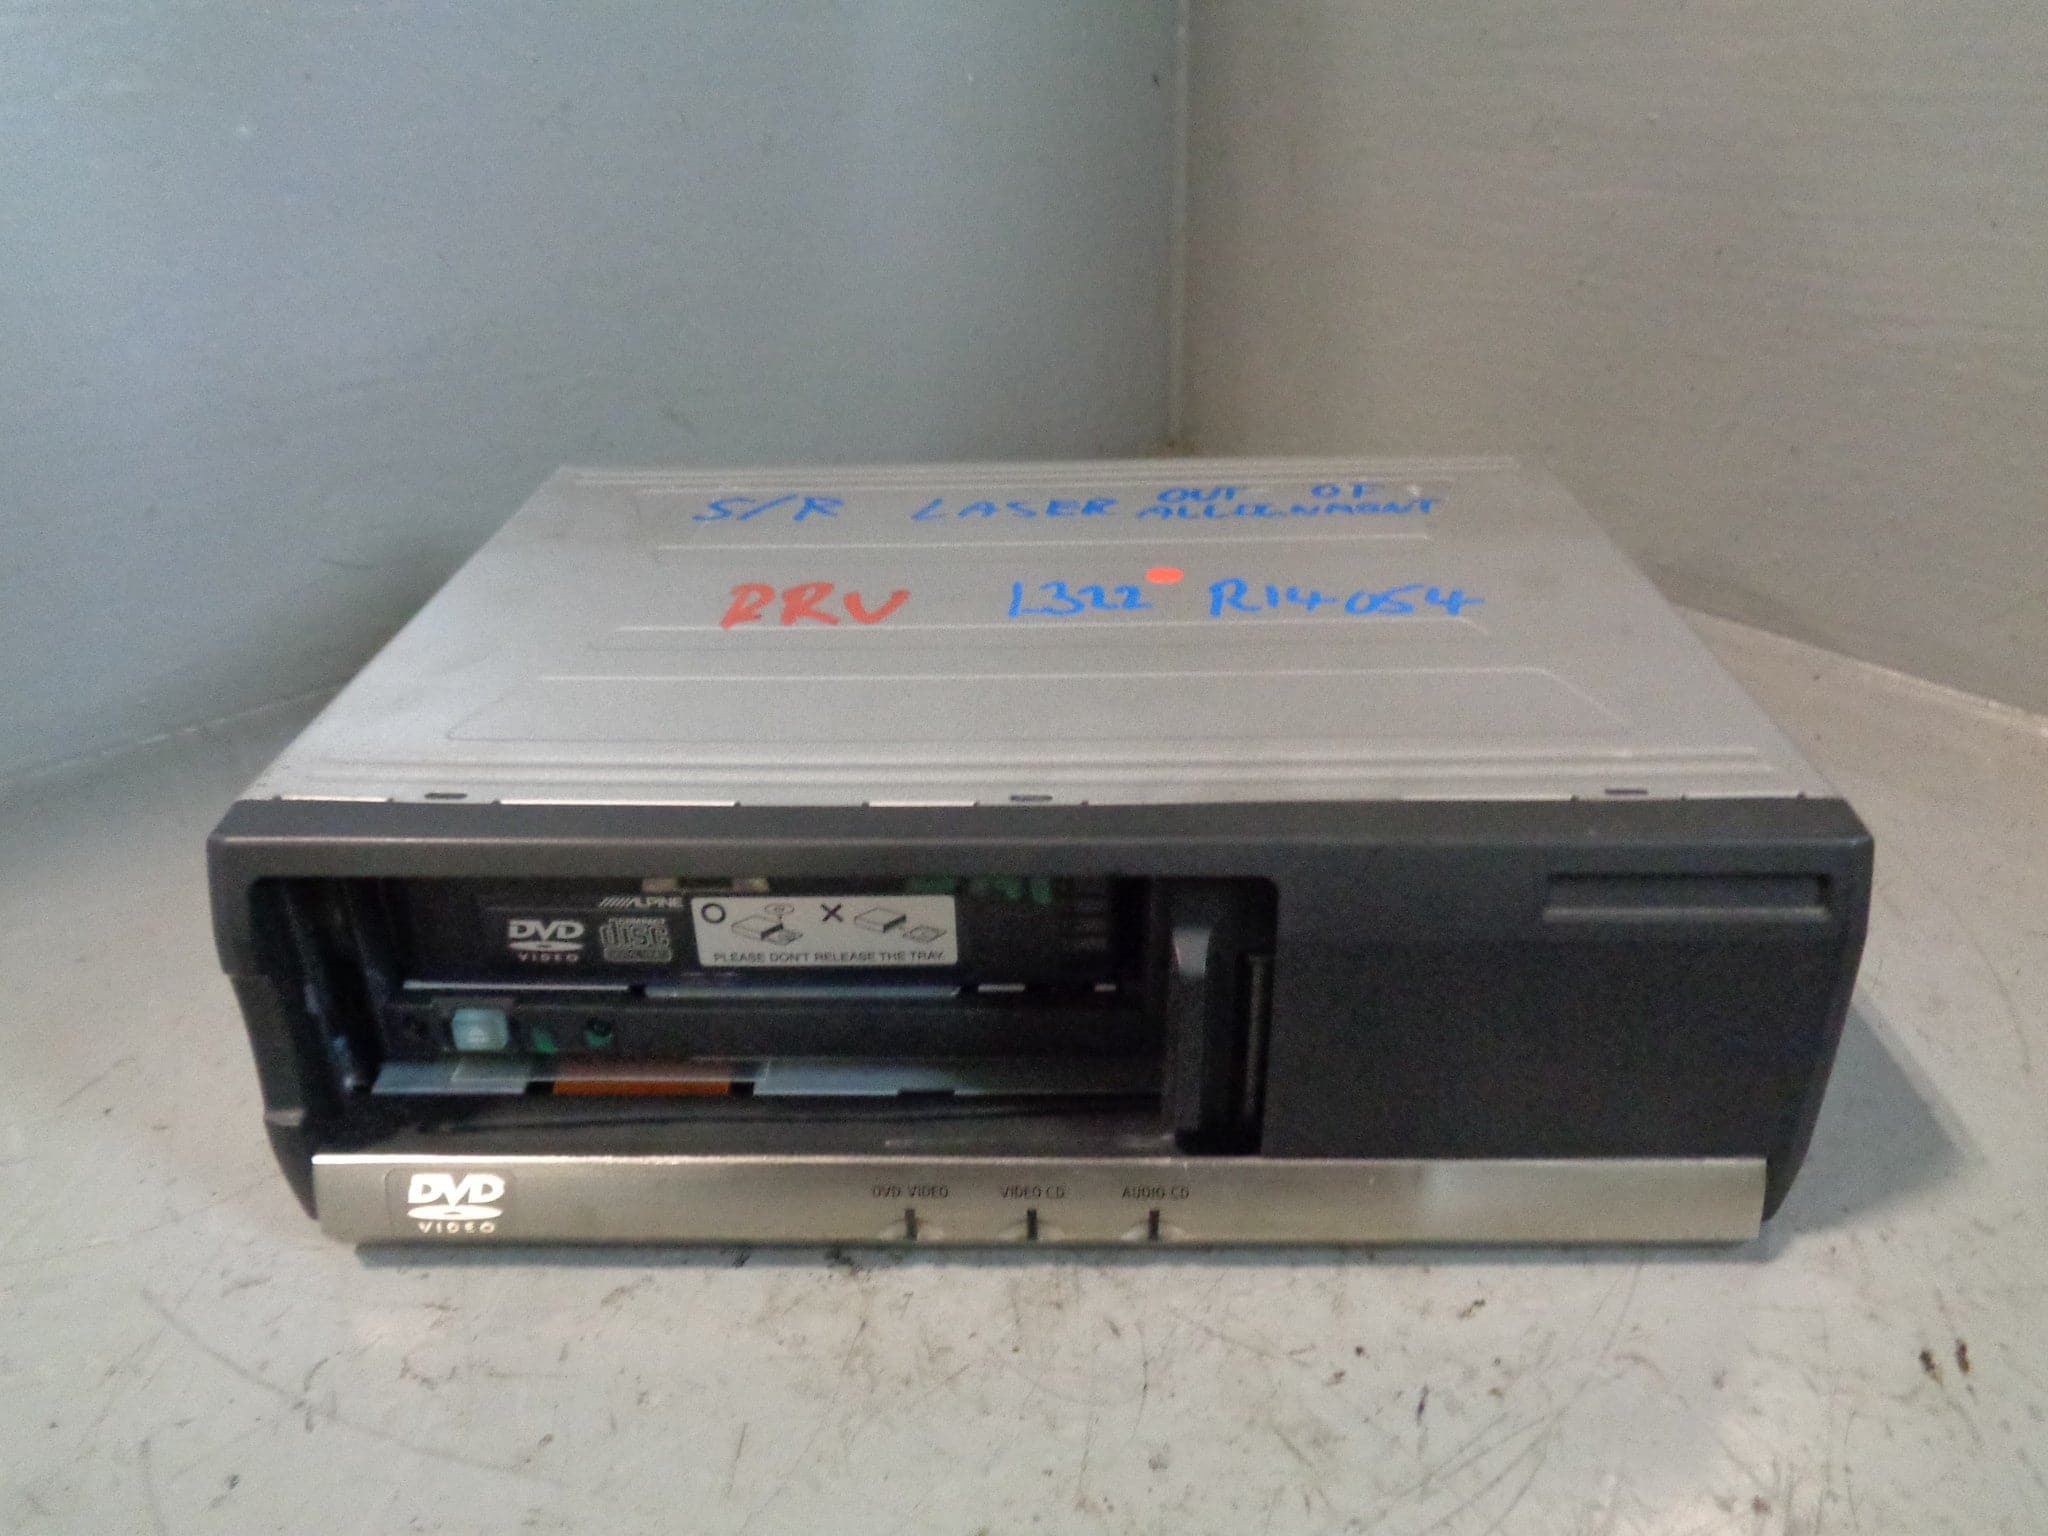 S/R LASER OUT OF ALLIGNMENT
RRV L322 R14054
ALPINE
DVD
VIDEO
COMPACT
disc
PLEASE DON'T RELEASE THE TRAY
DVD
VIDEO
DVD VIDEO VIDEO CD AUDIO CD